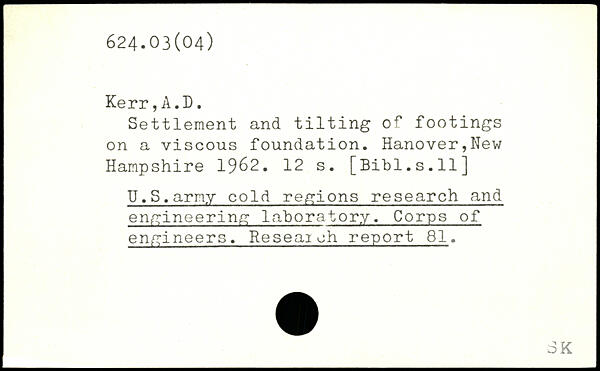 624.03(04)
Kerr,A.D.
Settlement and tilting of footings
on a viscous foundation. Hanover,New
Hampshire 1962. 12 s. [Bibl.s.11]
U.S.army cold regions research and
engineering laboratory. Corps of
engineers. Research report 81.
SK